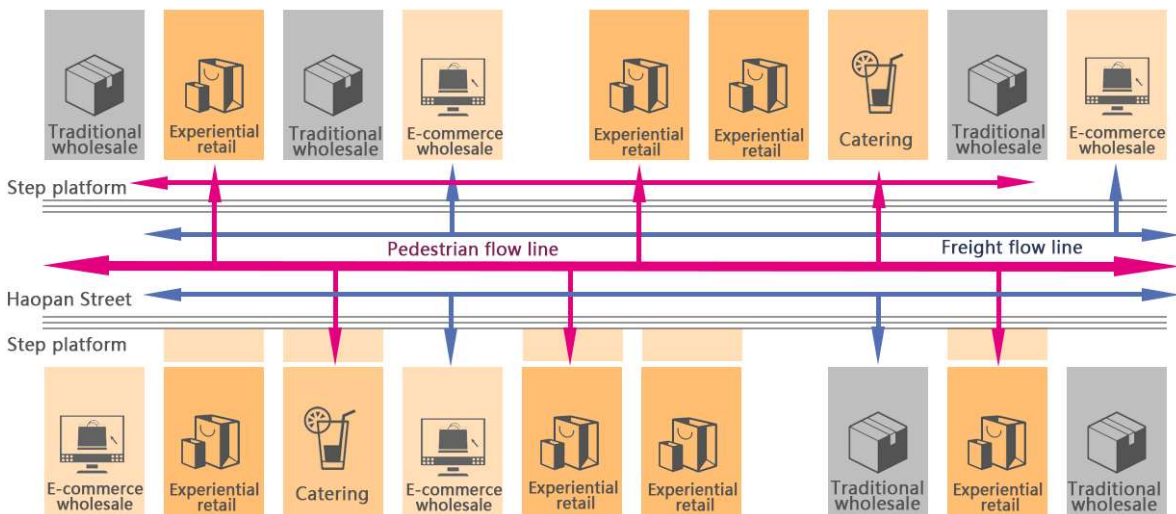 Traditional
wholesale
Experiential
retail
Traditional
wholesale
E-commerce
wholesale
Experiential
retail
Experiential
retail
Catering
Traditional
wholesale
E-commerce
wholesale
Step platform
Pedestrian flow line
Freight flow line
Haopan Street
Step platform
E-commerce
wholesale
Experiential
retail
Catering
E-commerce
wholesale
Experiential
retail
Experiential
retail
Traditional
wholesale
Experiential
retail
Traditional
wholesale